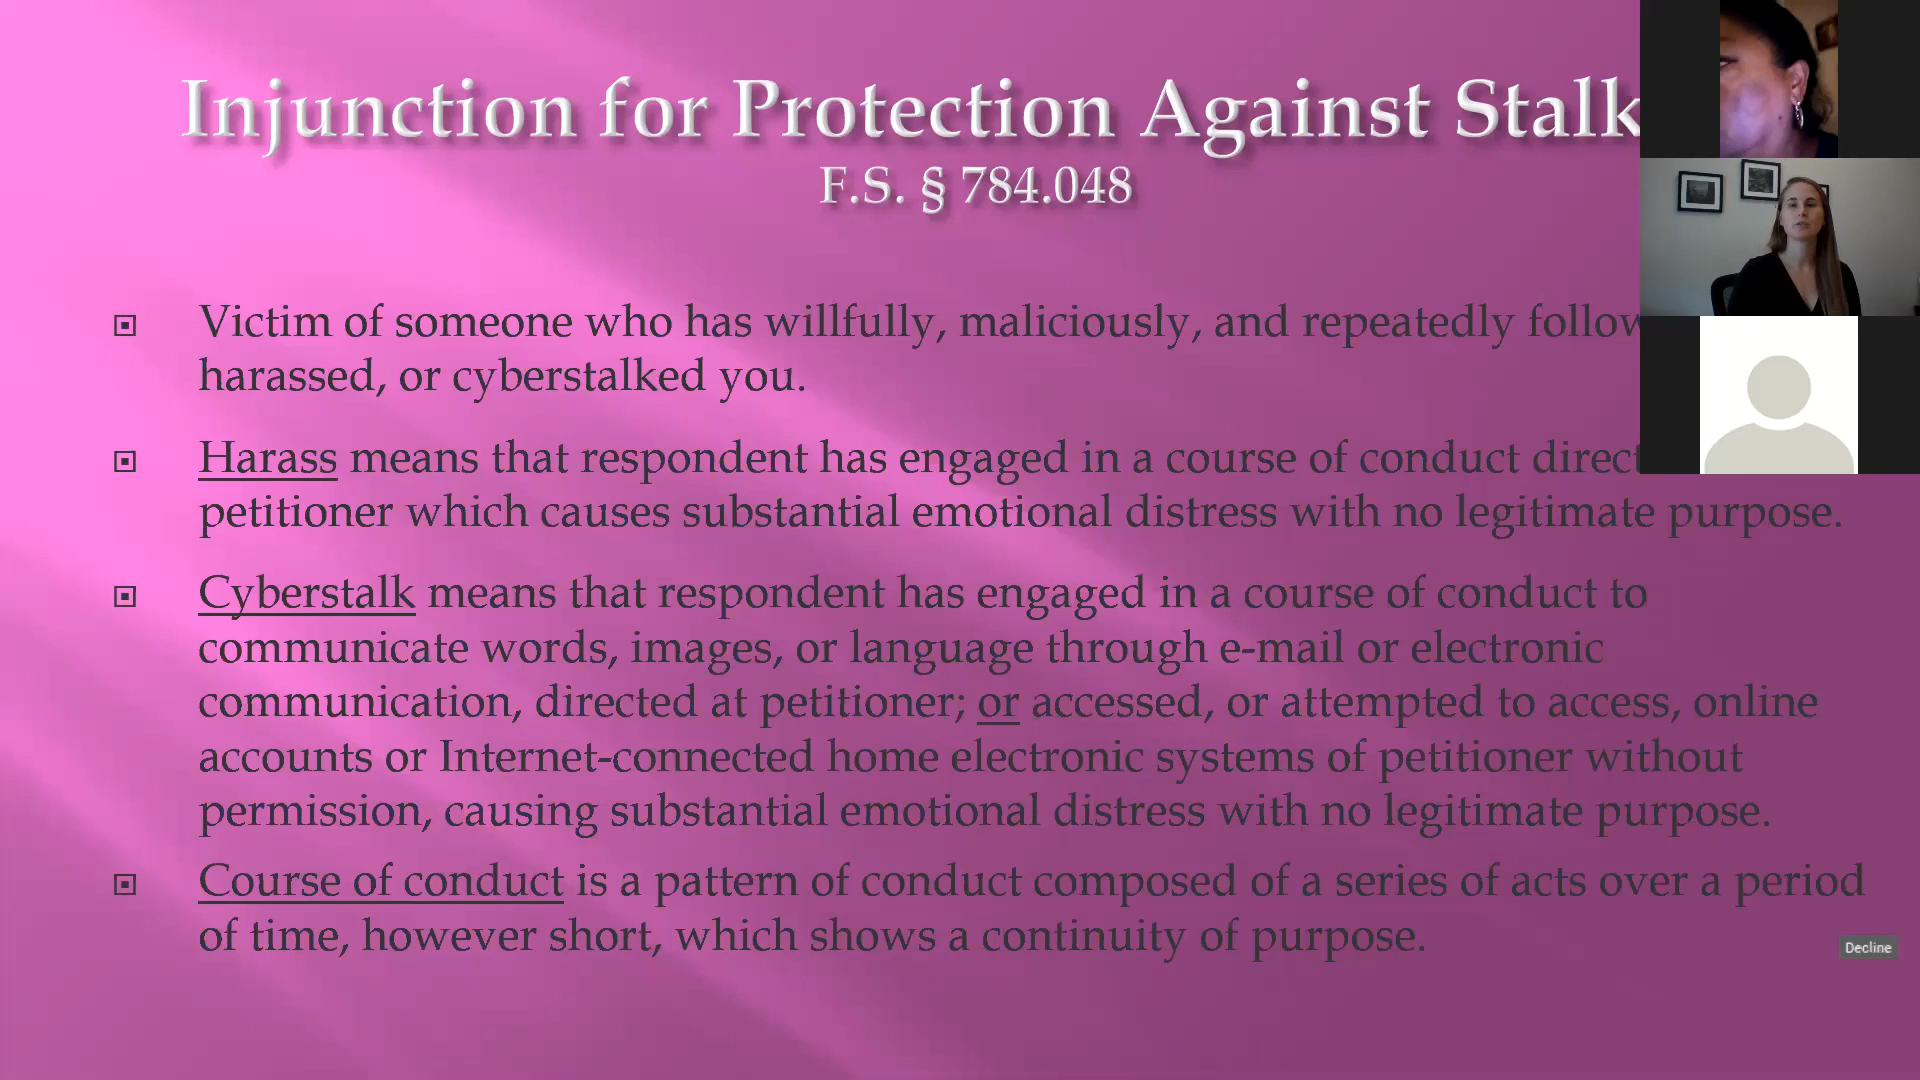 Injunction for Protection Against Stalk
F.S. § 784.048
Victim of someone who has willfully, maliciously, and repeatedly follow
harassed, or cyberstalked you.
Harass means that respondent has engaged in a course of conduct direct
petitioner which causes substantial emotional distress with no legitimate purpose.
Cyberstalk means that respondent has engaged in a course of conduct to
communicate words, images, or language through e-mail or electronic
communication, directed at petitioner; or accessed, or attempted to access, online
accounts or Internet-connected home electronic systems of petitioner without
permission, causing substantial emotional distress with no legitimate purpose.
Course of conduct is a pattern of conduct composed of a series of acts over a period
of time, however short, which shows a continuity of purpose.
Decline